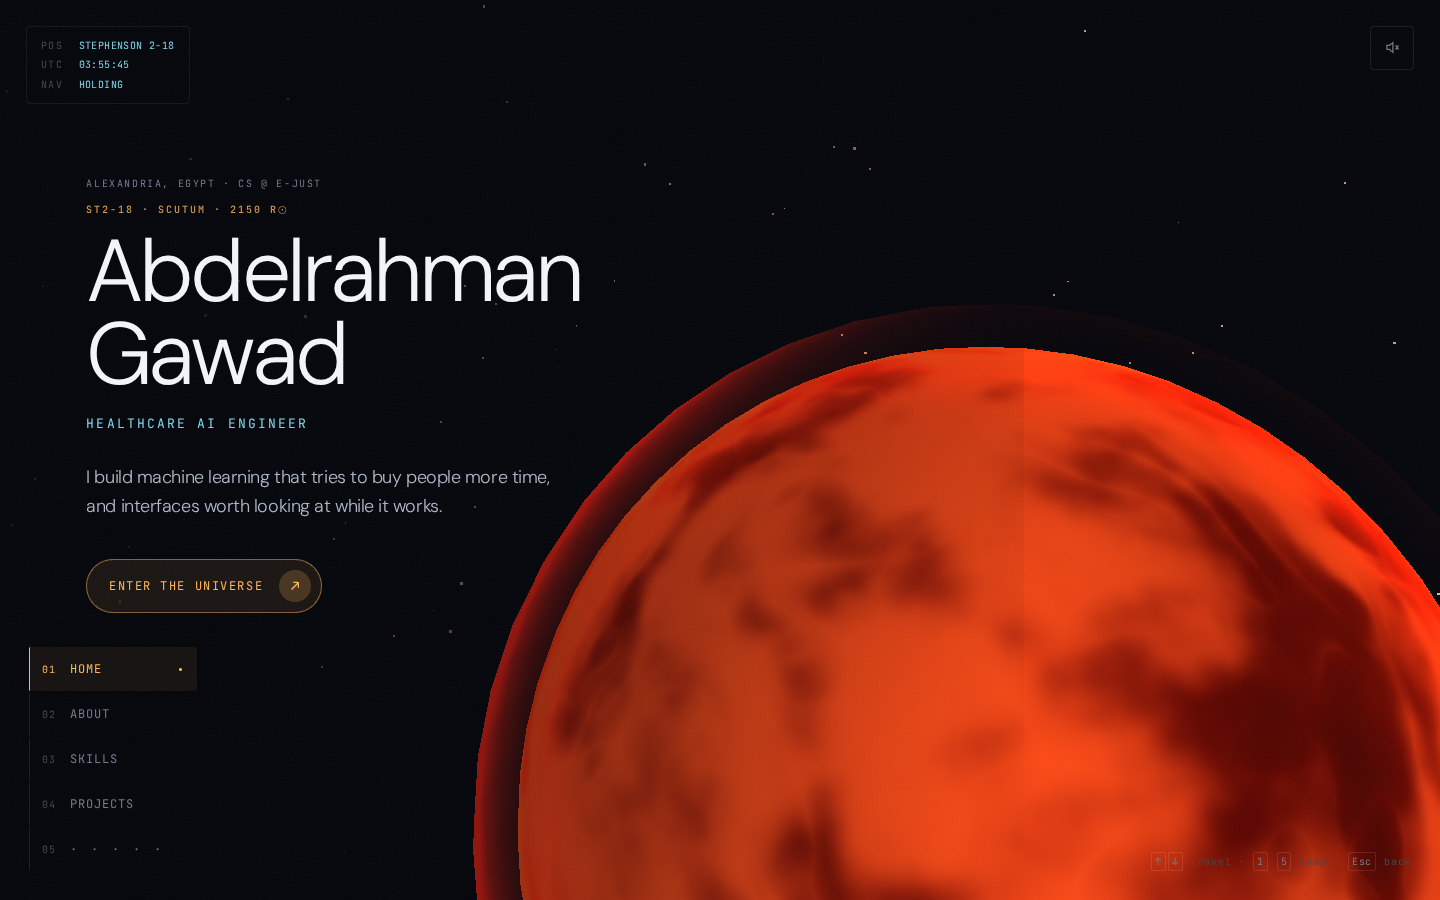 POS STEPHENSON 2-18
UTC 03:55:45
NAV HOLDING
ALEXANDRIA, EGYPT · CS @ E-JUST
ST2-18 · SCUTUM · 2150 R☉
Abdelrahman
Gawad
HEALTHCARE AI ENGINEER
I build machine learning that tries to buy people more time,
and interfaces worth looking at while it works.
ENTER THE UNIVERSE
01 HOME
02 ABOUT
03 SKILLS
04 PROJECTS
05 · · · · ·
↑ ↓ travel · 1 5 Esc back